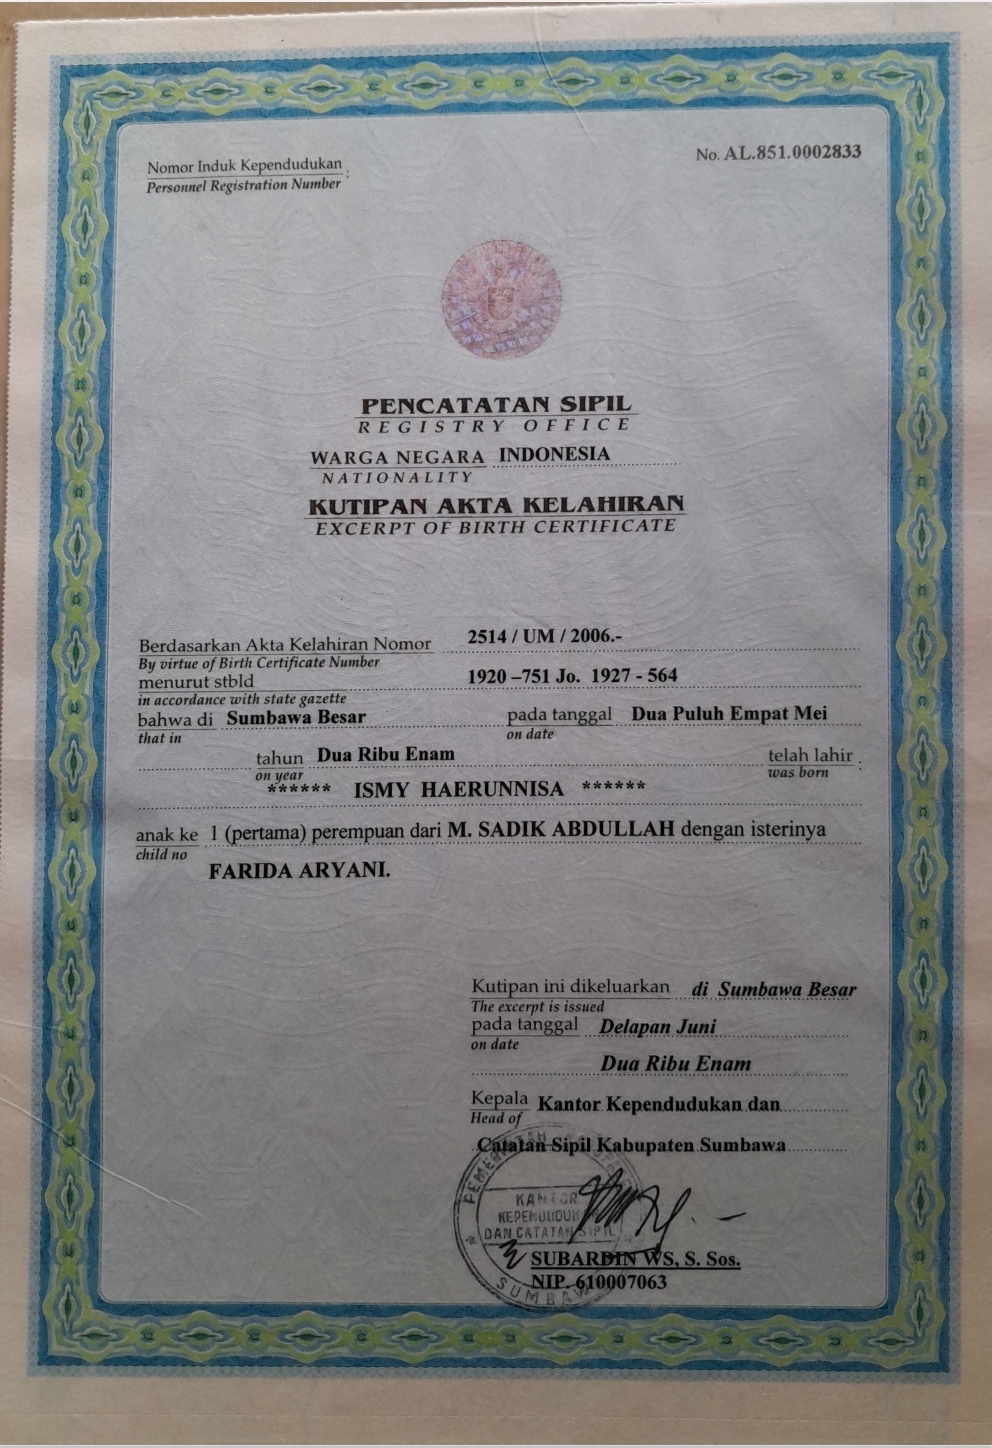 Nomor Induk Kependudukan :
Personnel Registration Number
No. AL.851.0002833
PENCATATAN SIPIL
REGISTRY OFFICE
WARGA NEGARA INDONESIA
NATIONALITY
KUTIPAN AKTA KELAHIRAN
EXCERPT OF BIRTH CERTIFICATE
Berdasarkan Akta Kelahiran Nomor 2514 / UM / 2006.-
By virtue of Birth Certificate Number
menurut stbld 1920 –751 Jo. 1927 - 564
in accordance with state gazette
bahwa di Sumbawa Besar pada tanggal Dua Puluh Empat Mei
that in on date
tahun Dua Ribu Enam telah lahir :
on year was born
****** ISMY HAERUNNISA ******
anak ke 1 (pertama) perempuan dari M. SADIK ABDULLAH dengan isterinya
child no
FARIDA ARYANI.
Kutipan ini dikeluarkan di Sumbawa Besar
The excerpt is issued
pada tanggal Delapan Juni
on date
Dua Ribu Enam
Kepala Kantor Kependudukan dan
Head of
Catatan Sipil Kabupaten Sumbawa
KANTOR
KEPENDUDUK
DAN CATATAN SIPIL
SUMBAWA
SUBARDIN WS, S. Sos.
NIP. 610007063